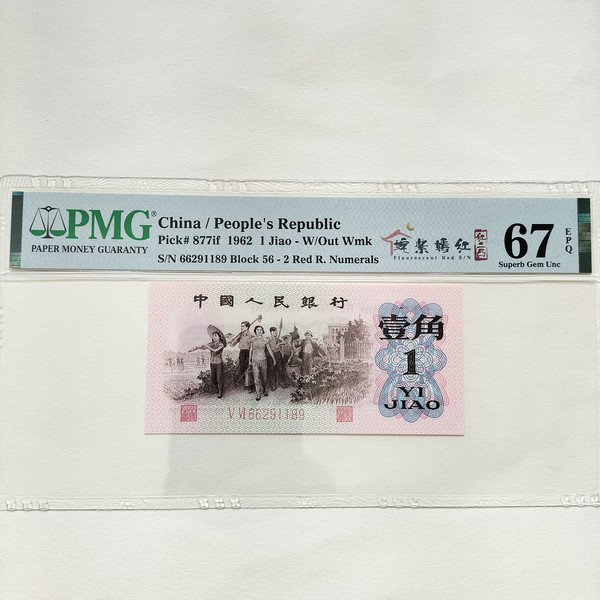 PMG®
PAPER MONEY GUARANTY
China / People's Republic
Pick# 877if 1962 1 Jiao - W/Out Wmk
S/N 66291189 Block 56 - 2 Red R. Numerals
Fluorescent Red S/N
67
EPQ
Superb Gem Unc
中國人民銀行
壹角
1
YI
JIAO
V VI 66291189